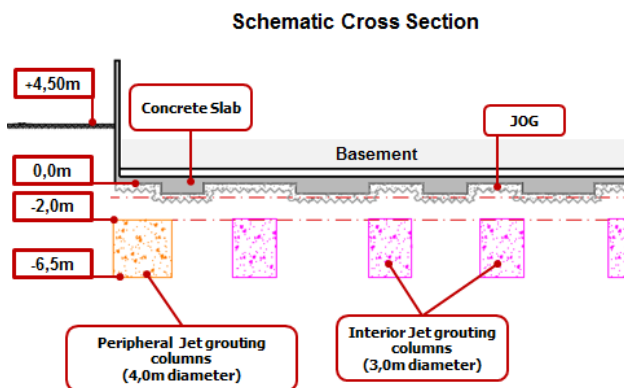 Schematic Cross Section
+4,50m
Concrete Slab
JOG
Basement
0,0m
-2,0m
-6,5m
Peripheral Jet grouting
columns
(4,0m diameter)
Interior Jet grouting
columns
(3,0m diameter)